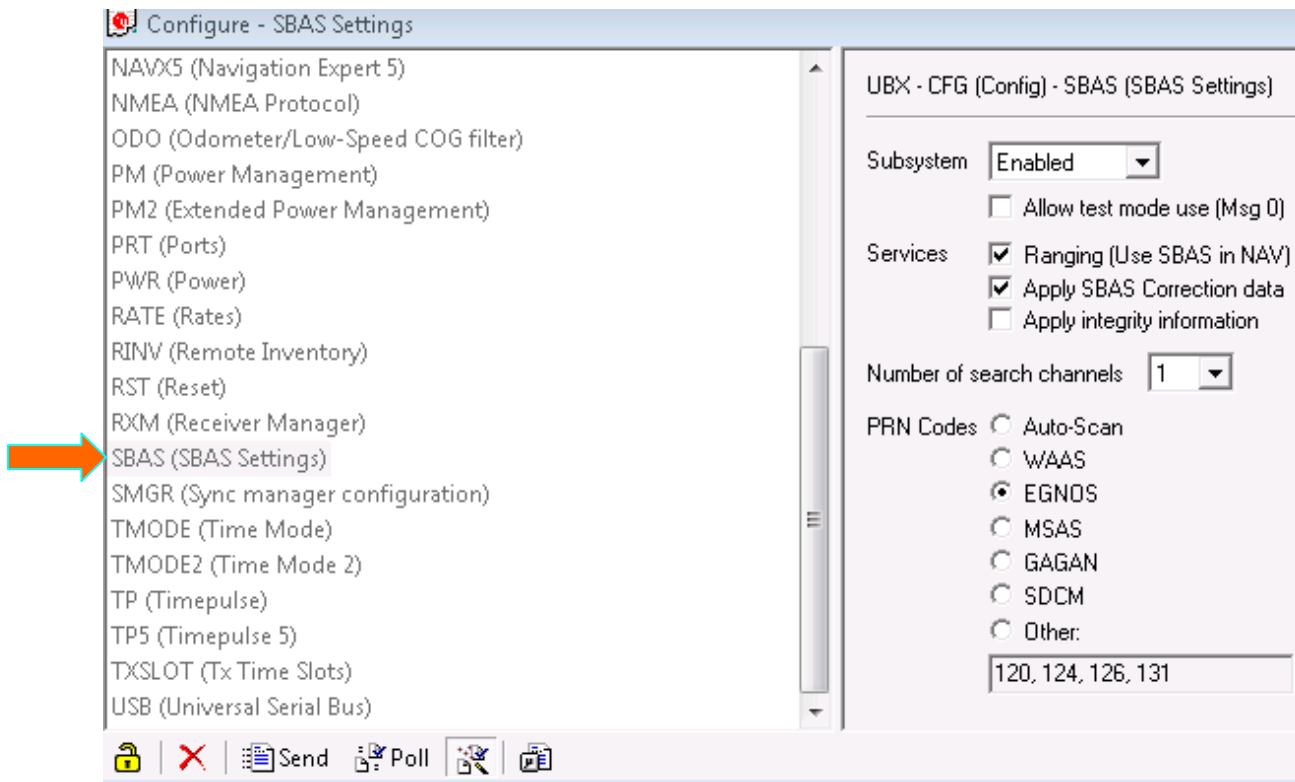 Configure - SBAS Settings
NAVX5 (Navigation Expert 5)
NMEA (NMEA Protocol)
ODO (Odometer/Low-Speed COG filter)
PM (Power Management)
PM2 (Extended Power Management)
PRT (Ports)
PWR (Power)
RATE (Rates)
RINV (Remote Inventory)
RST (Reset)
RXM (Receiver Manager)
SBAS (SBAS Settings)
SMGR (Sync manager configuration)
TMODE (Time Mode)
TMODE2 (Time Mode 2)
TP (Timepulse)
TP5 (Timepulse 5)
TXSLOT (Tx Time Slots)
USB (Universal Serial Bus)
UBX - CFG (Config) - SBAS (SBAS Settings)
Subsystem Enabled
Allow test mode use (Msg 0)
Services Ranging (Use SBAS in NAV)
Apply SBAS Correction data
Apply integrity information
Number of search channels 1
PRN Codes Auto-Scan
WAAS
EGNOS
MSAS
GAGAN
SDCM
Other:
120, 124, 126, 131
Send Poll